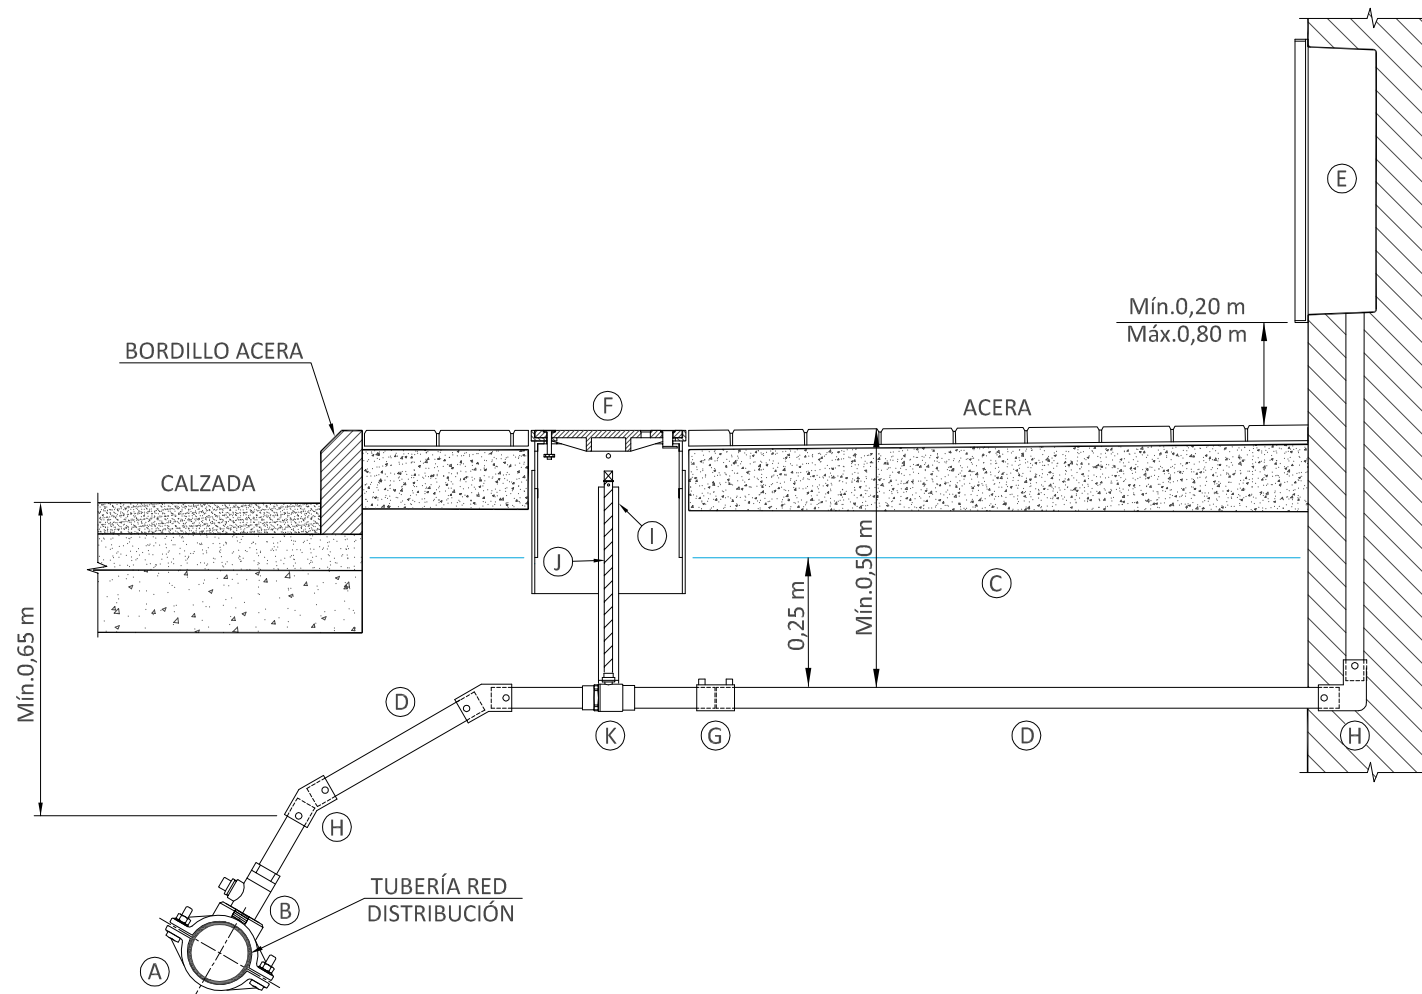 E
Mín.0,20 m
Máx.0,80 m
BORDILLO ACERA
F
ACERA
CALZADA
I
J
C
Mín.0,65 m
0,25 m
Mín.0,50 m
D
K
G
D
H
H
TUBERÍA RED
DISTRIBUCIÓN
B
A